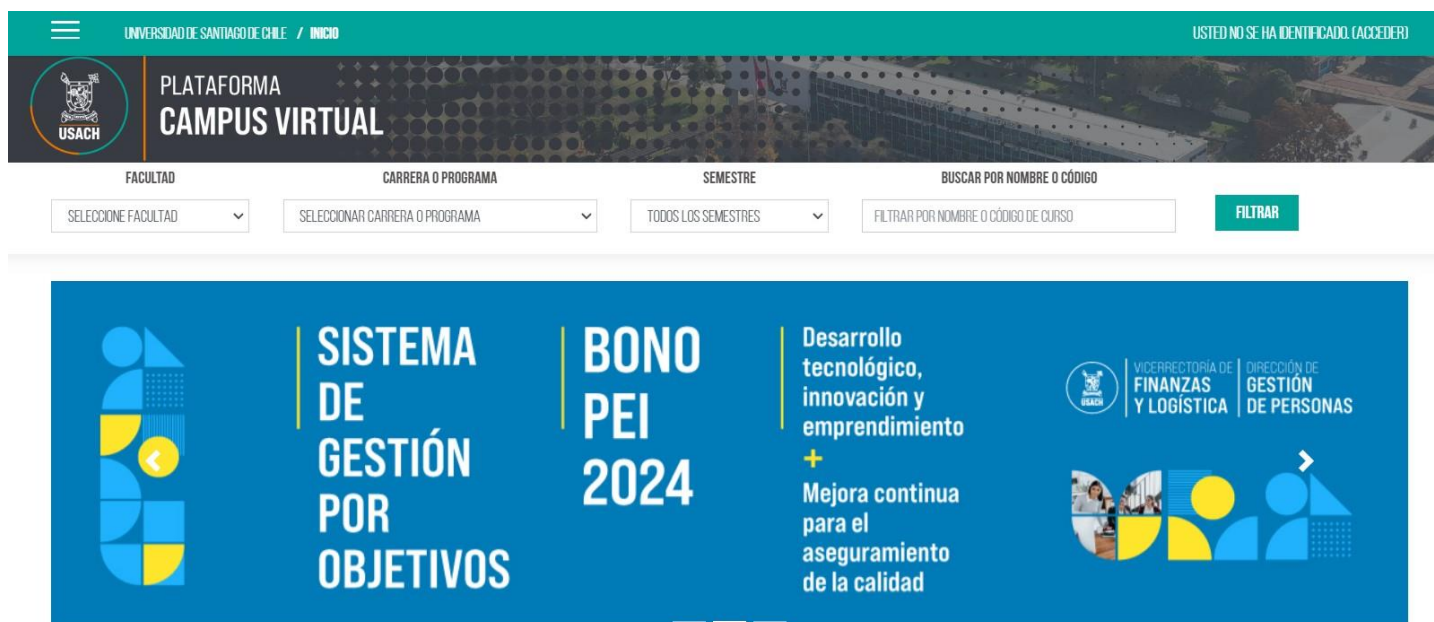 UNIVERSIDAD DE SANTIAGO DE CHILE / INICIO
USTED NO SE HA IDENTIFICADO. (ACCEDER)
USACH
PLATAFORMA
CAMPUS VIRTUAL
FACULTAD
CARRERA O PROGRAMA
SEMESTRE
BUSCAR POR NOMBRE O CÓDIGO
SELECCIONE FACULTAD
SELECCIONAR CARRERA O PROGRAMA
TODOS LOS SEMESTRES
FILTRAR POR NOMBRE O CÓDIGO DE CURSO
FILTRAR
SISTEMA
DE
GESTIÓN
POR
OBJETIVOS
BONO
PEI
2024
Desarrollo
tecnológico,
innovación y
emprendimiento
+
Mejora continua
para el
aseguramiento
de la calidad
USACH
VICERRECTORÍA DE
FINANZAS
Y LOGÍSTICA
DIRECCIÓN DE
GESTIÓN
DE PERSONAS